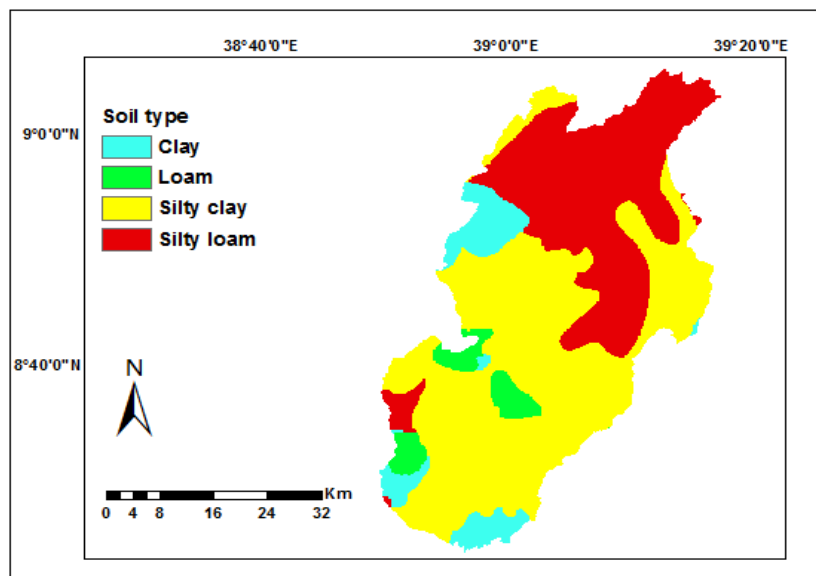 38°40'0"E 39°0'0"E 39°20'0"E
9°0'0"N
Soil type
Clay
Loam
Silty clay
Silty loam
8°40'0"N
N
Km
0 4 8 16 24 32